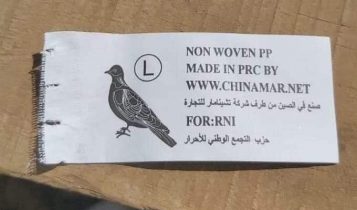 L
NON WOVEN PP
MADE IN PRC BY
WWW.CHINAMAR.NET
صنع في الصين من طرف شركة تشينامار للتجارة
FOR:RNI
حزب التجمع الوطني للأحرار